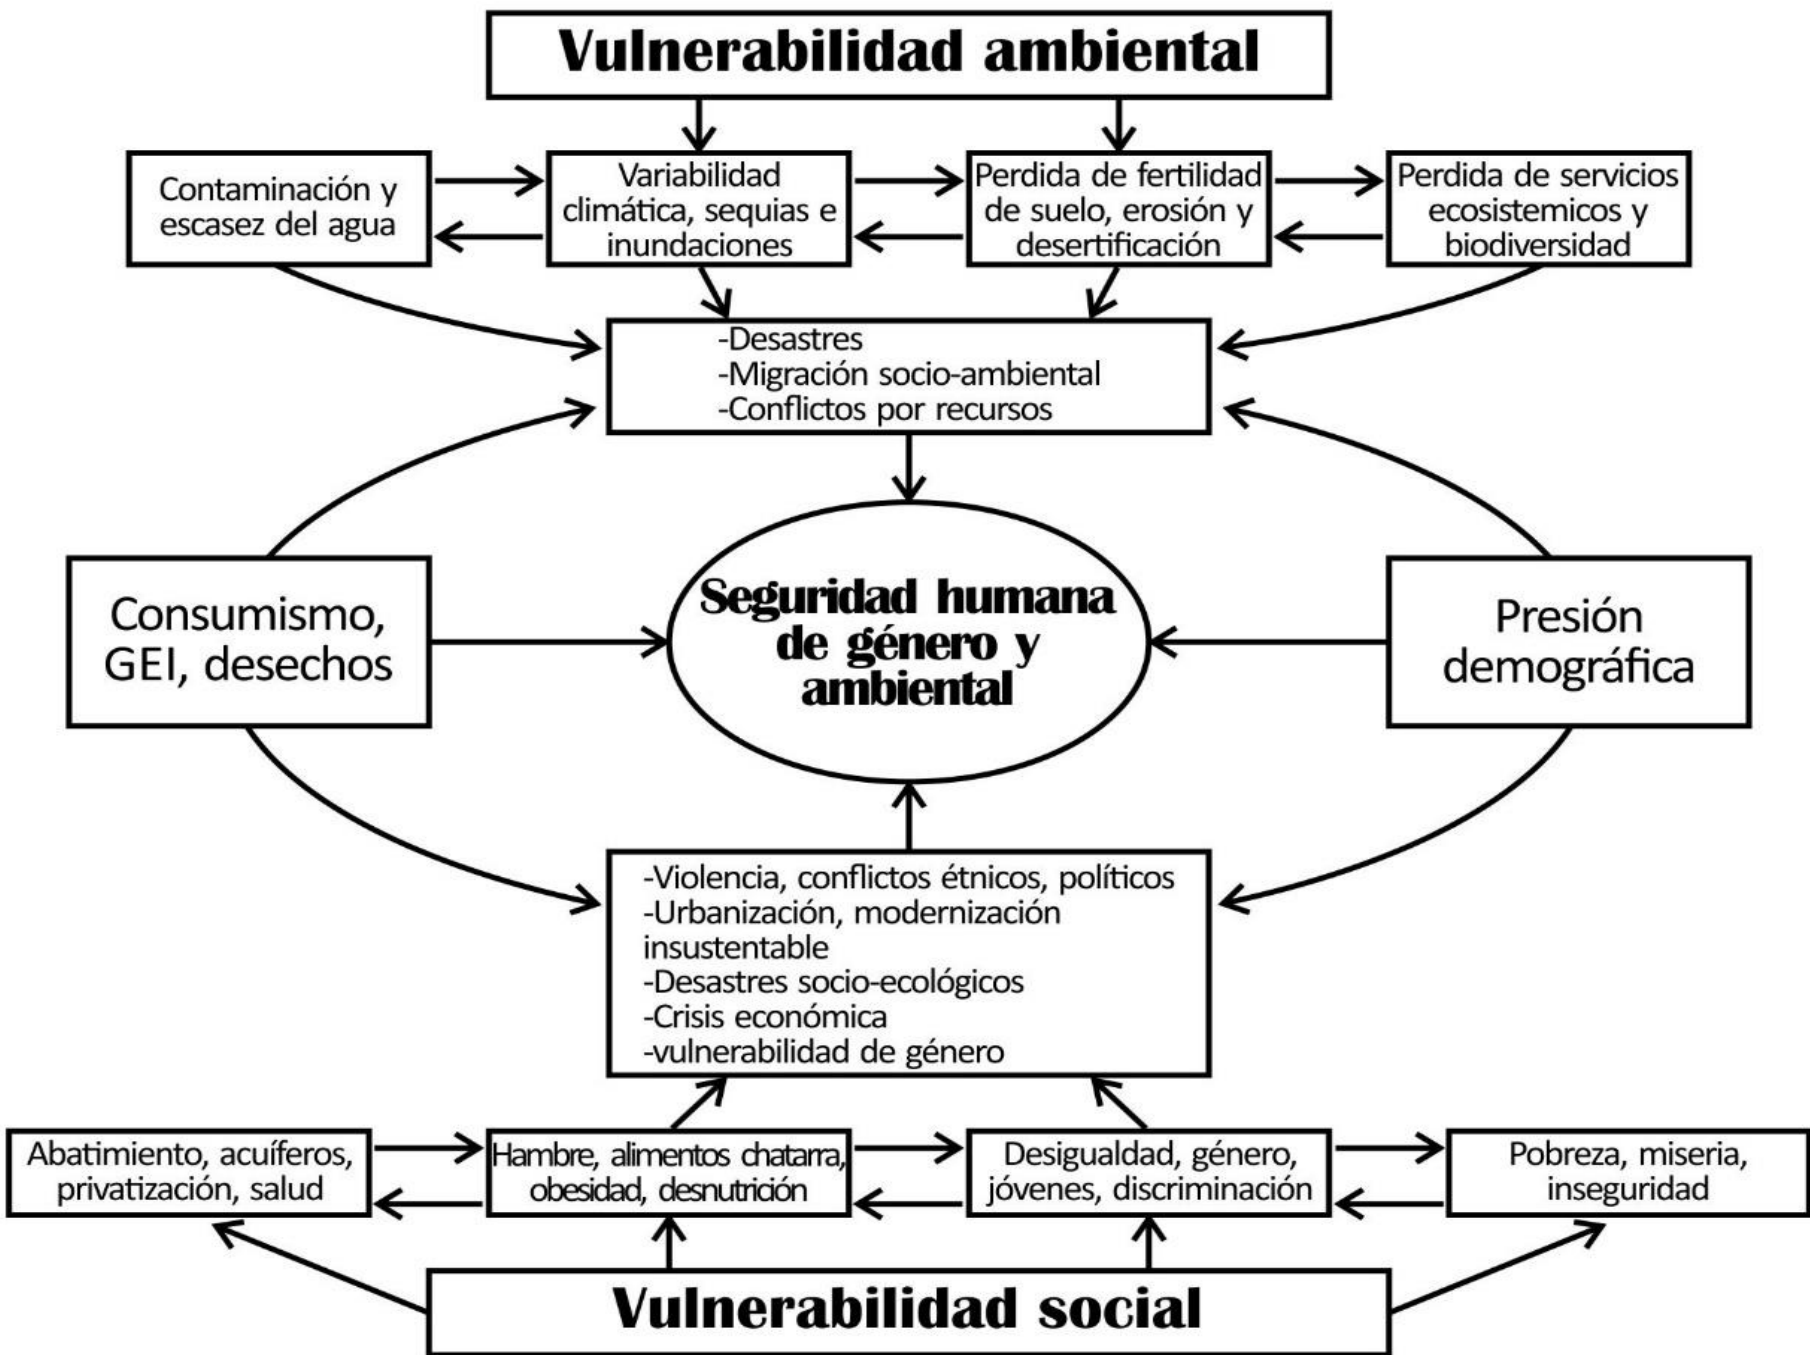 Vulnerabilidad ambiental
Contaminación y
escasez del agua
Variabilidad
climática, sequias e
inundaciones
Perdida de fertilidad
de suelo, erosión y
desertificación
Perdida de servicios
ecosistemicos y
biodiversidad
-Desastres
-Migración socio-ambiental
-Conflictos por recursos
Consumismo,
GEI, desechos
Seguridad humana
de género y
ambiental
Presión
demográfica
-Violencia, conflictos étnicos, políticos
-Urbanización, modernización
insustentable
-Desastres socio-ecológicos
-Crisis económica
-vulnerabilidad de género
Abatimiento, acuíferos,
privatización, salud
Hambre, alimentos chatarra,
obesidad, desnutrición
Desigualdad, género,
jóvenes, discriminación
Pobreza, miseria,
inseguridad
Vulnerabilidad social